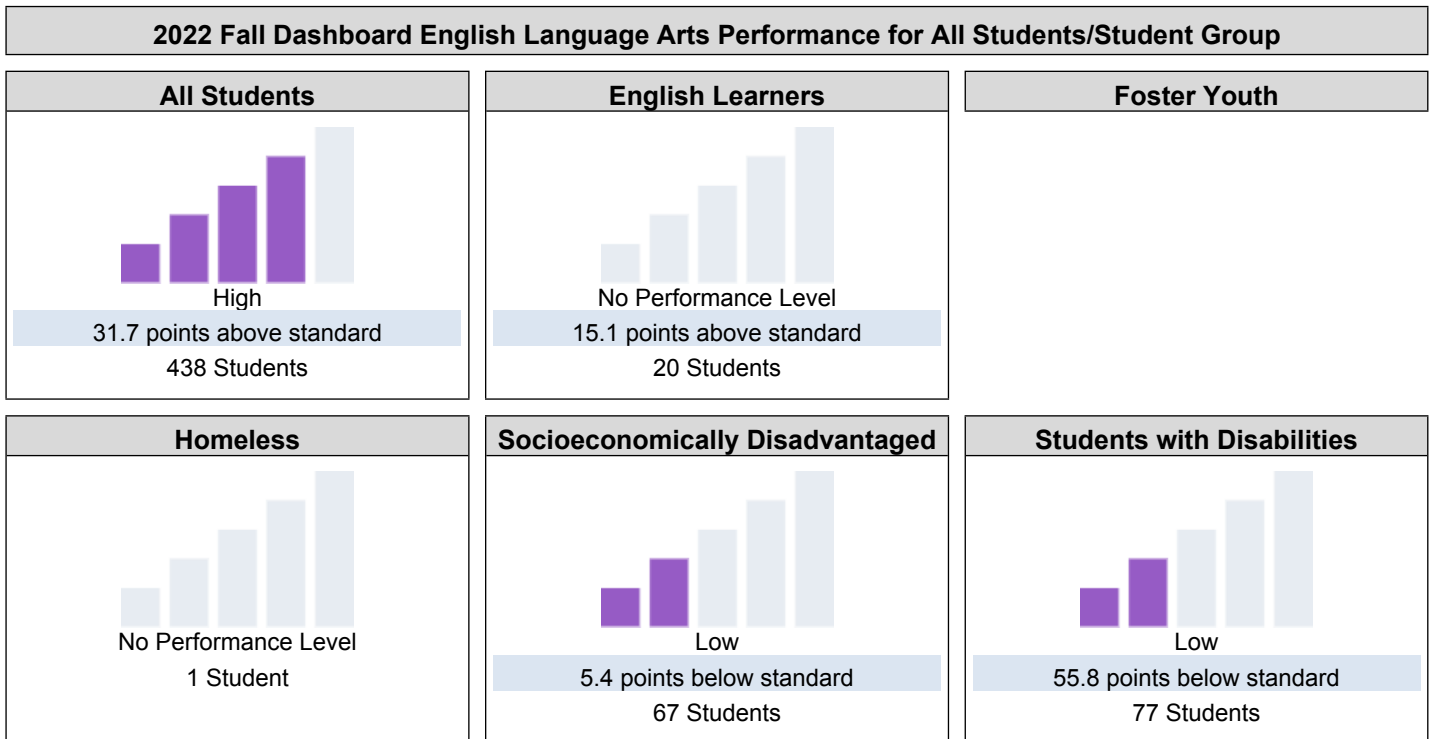 2022 Fall Dashboard English Language Arts Performance for All Students/Student Group
All Students
High
31.7 points above standard
438 Students
English Learners
No Performance Level
15.1 points above standard
20 Students
Foster Youth
Homeless
No Performance Level
1 Student
Socioeconomically Disadvantaged
Low
5.4 points below standard
67 Students
Students with Disabilities
Low
55.8 points below standard
77 Students